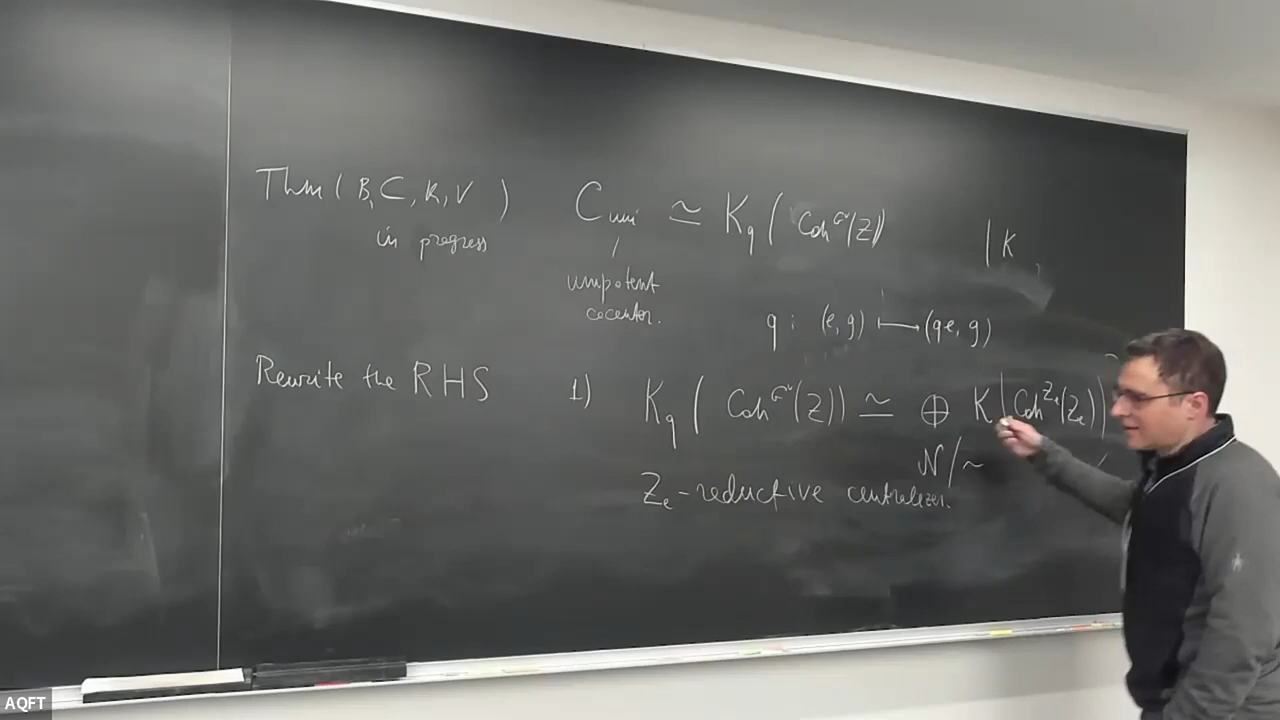 Thm (B, C, K, V) C_uni ≃ K_q( Coh^{G^∨}(Z)) | K
in progress
unipotent
cocenter.
q : (e, g) ⟼ (qe, g)
Rewrite the RHS 1) K_q( Coh^{G^∨}(Z)) ≃ ⊕ K(Coh^{Z_e}(Z_e))
N/~
Z_e - reductive centralizer.
AQFT